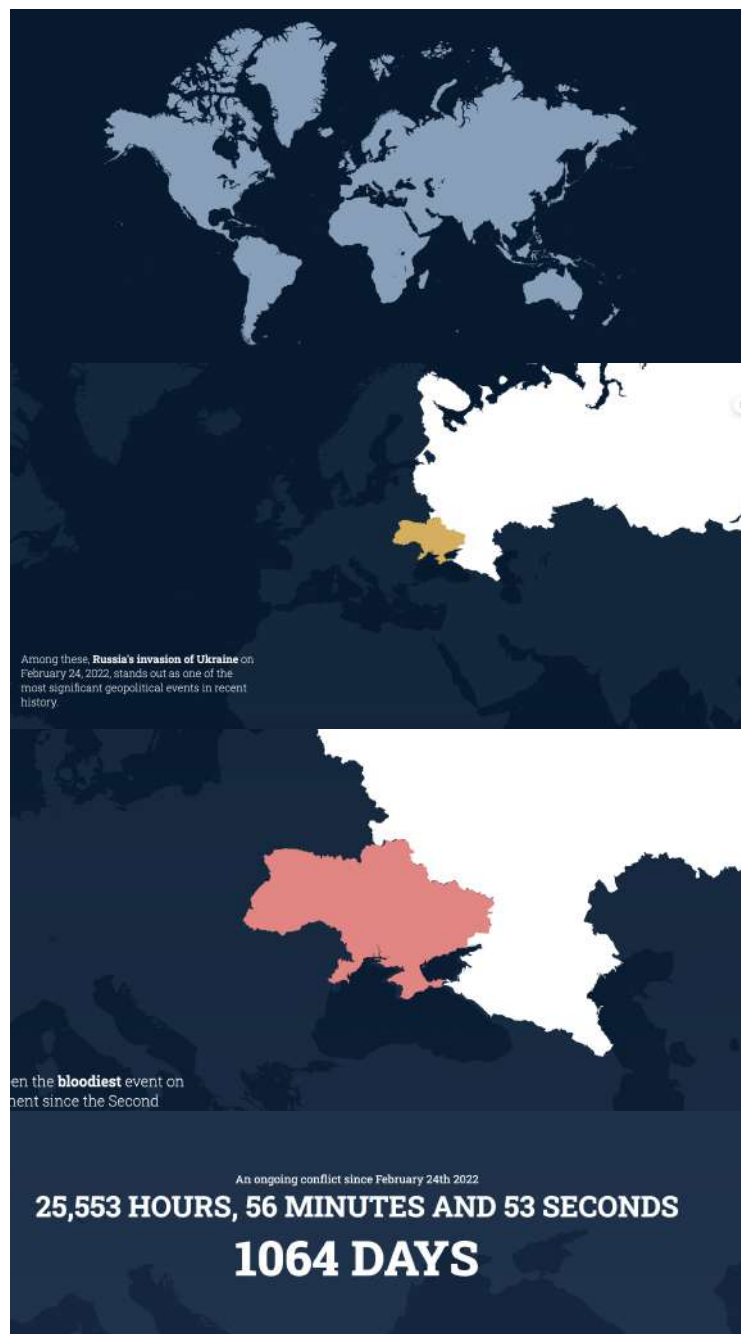 Among these, Russia's invasion of Ukraine on
February 24, 2022, stands out as one of the
most significant geopolitical events in recent
history.
en the bloodiest event on
nent since the Second
An ongoing conflict since February 24th 2022
25,553 HOURS, 56 MINUTES AND 53 SECONDS
1064 DAYS